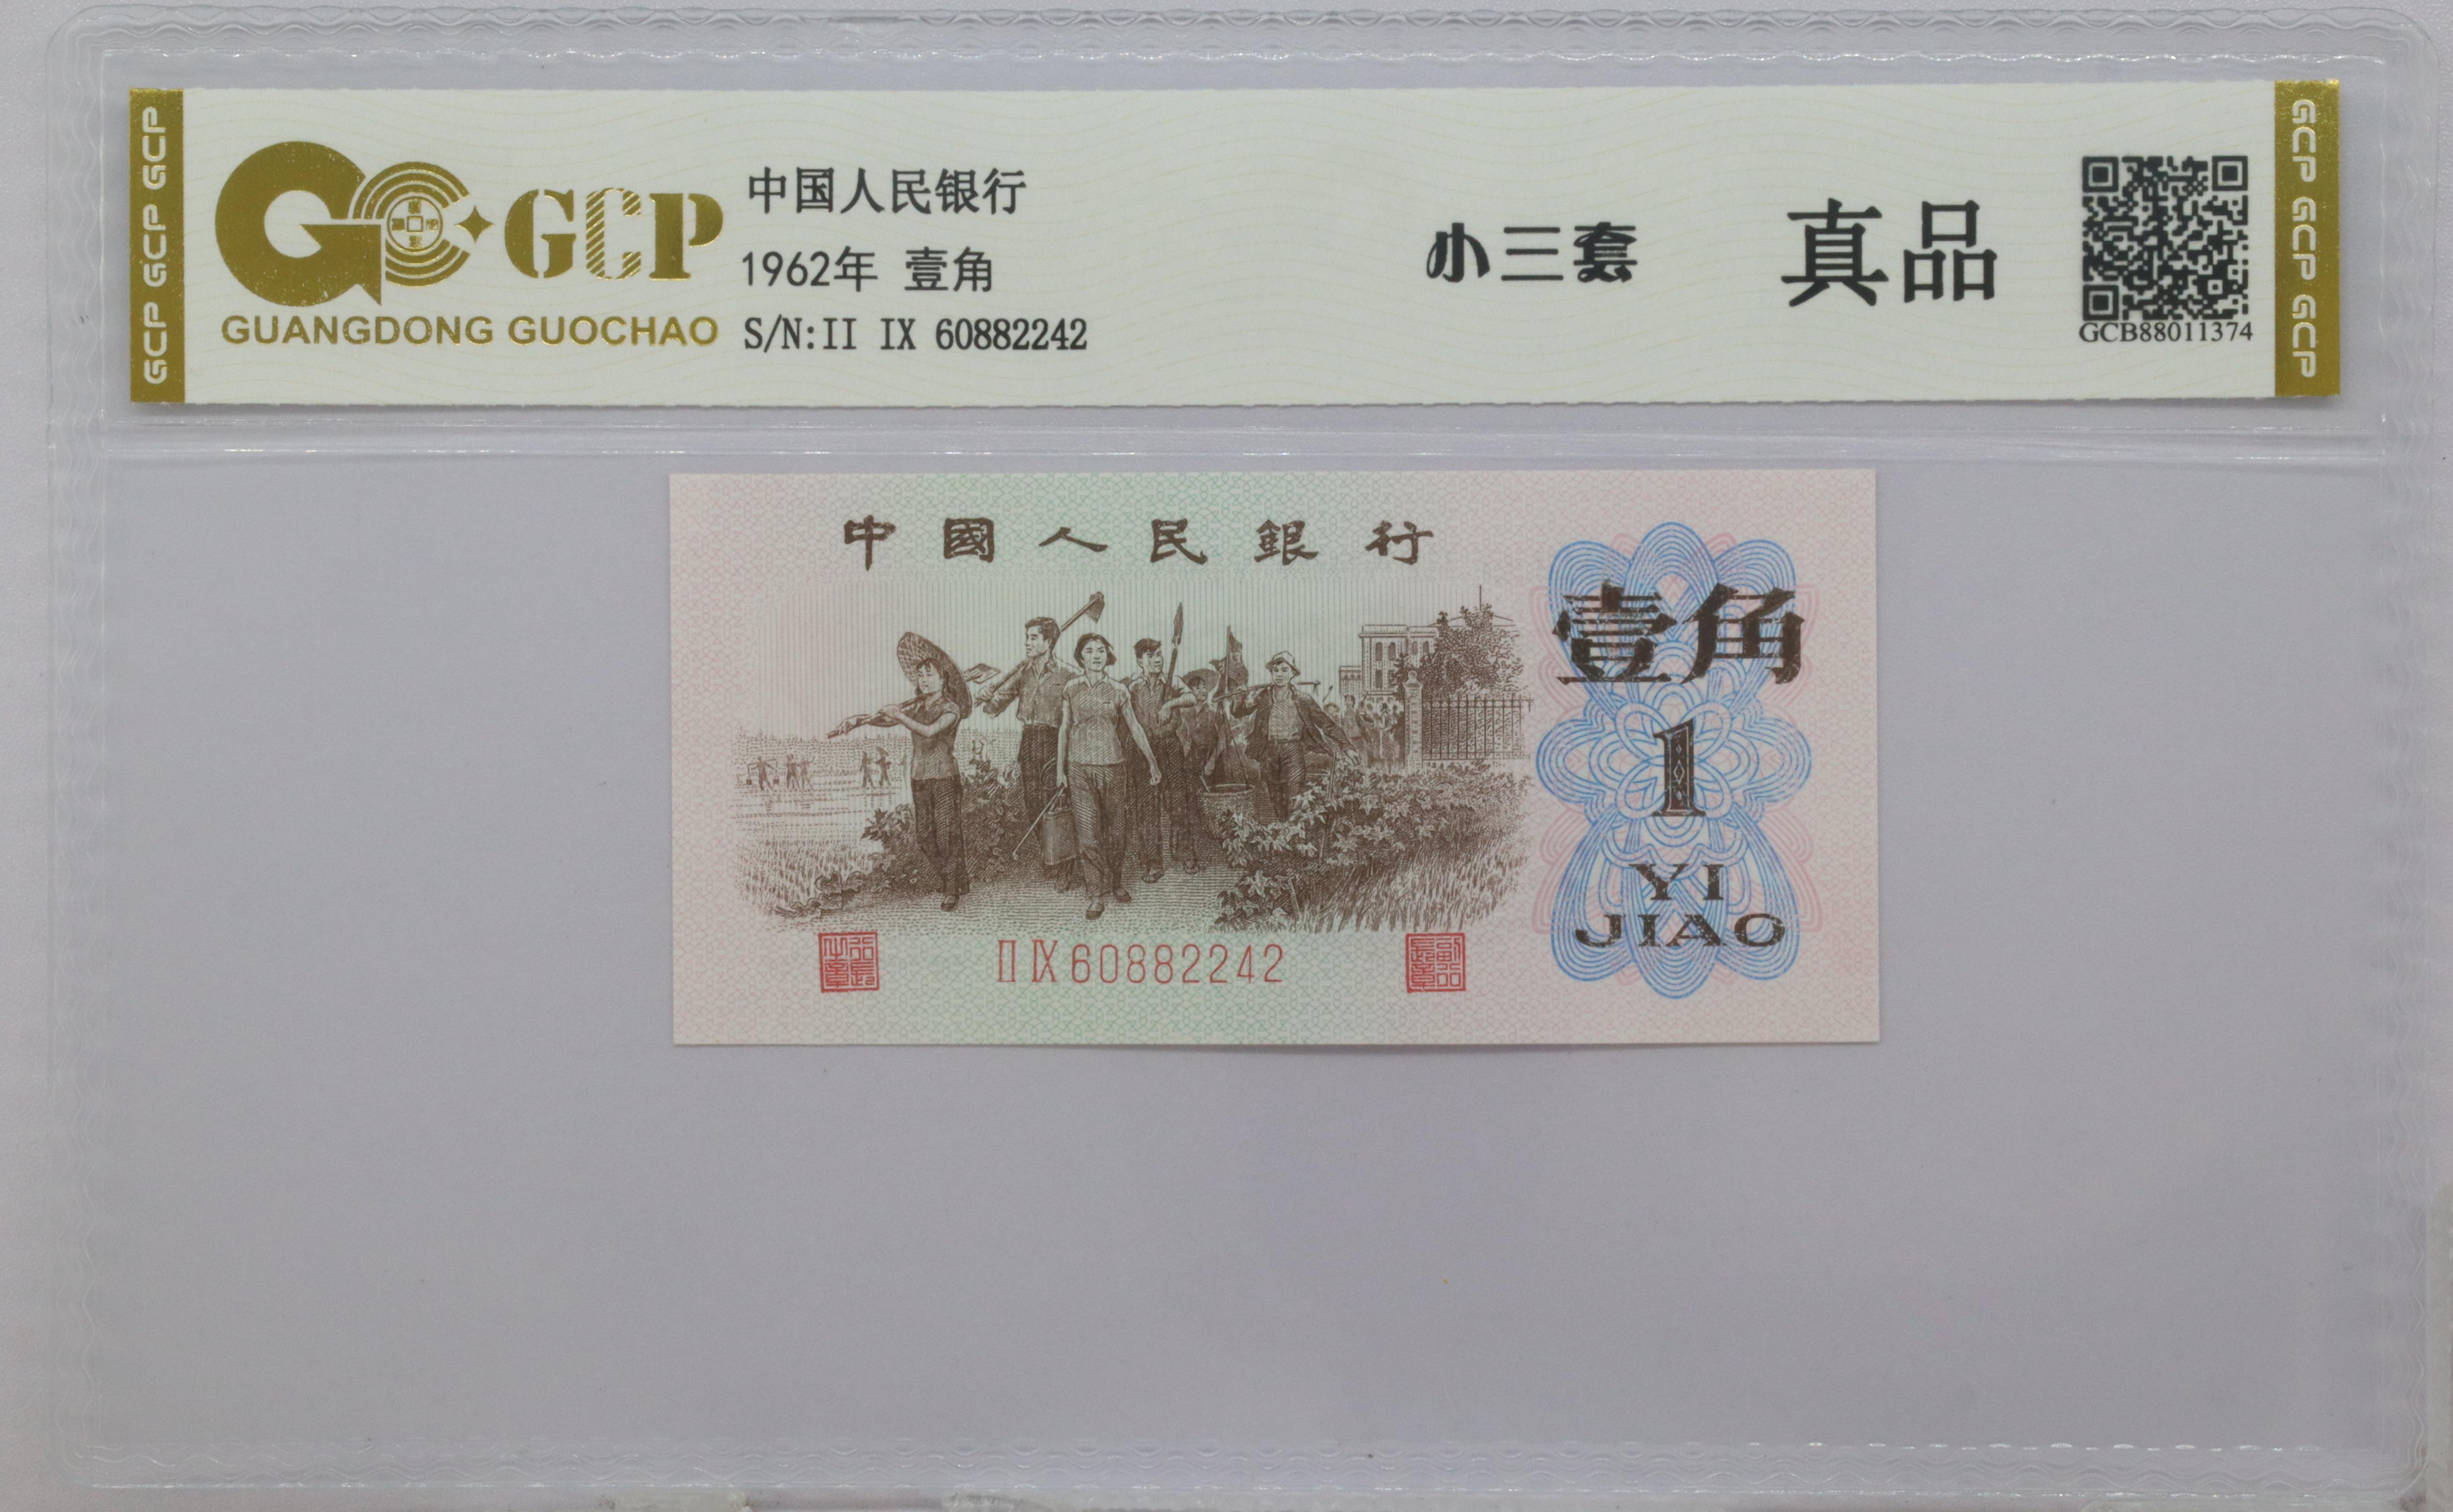 GCP GCP GCP
GCP
GUANGDONG GUOCHAO
中国人民银行
1962年 壹角
S/N:II IX 60882242
小三套
真品
GCB88011374
GCP GCP GCP
中國人民銀行
壹角
1
YI
JIAO
II IX 60882242